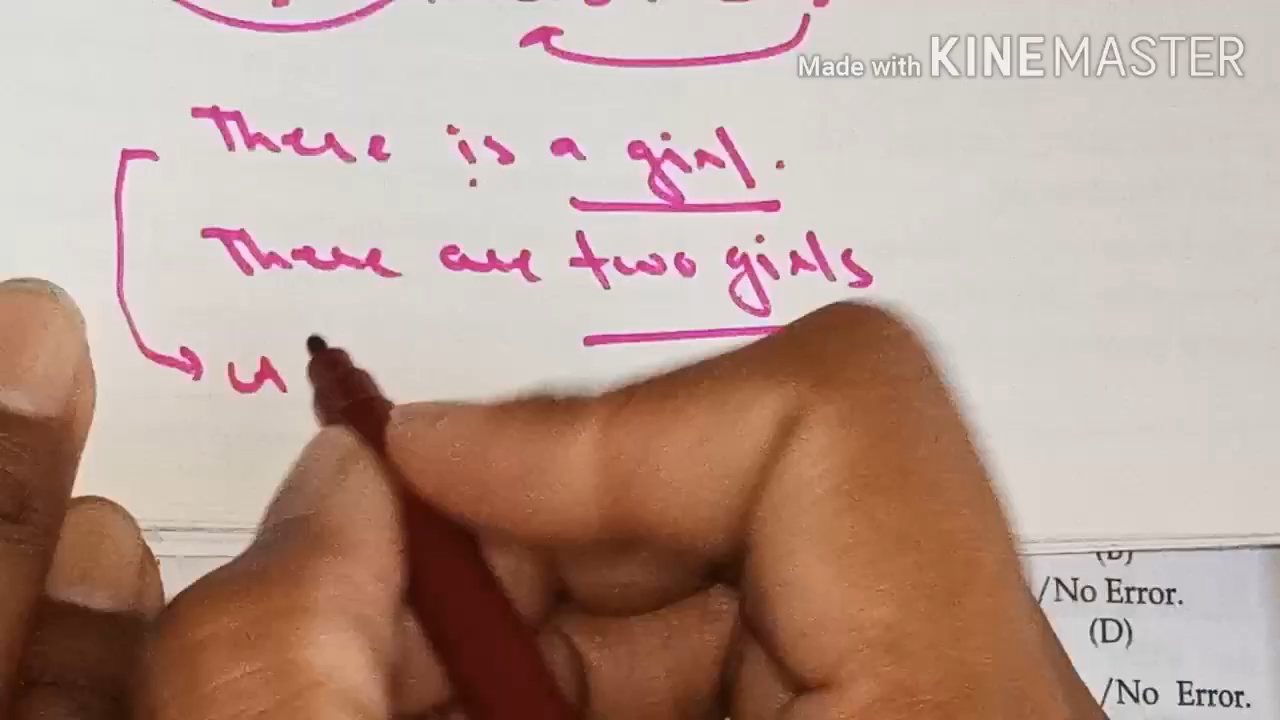 Made with KINEMASTER
There is a girl.
There are two girls
(B)
/No Error.
(D)
/No Error.